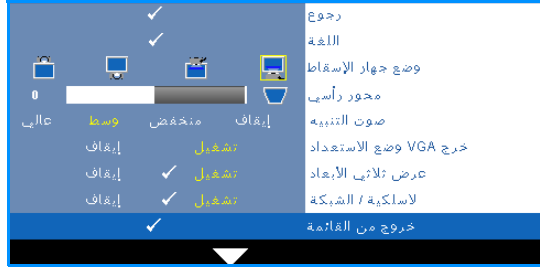 رجوع
اللغة
وضع جهاز الإسقاط
محور رأسي 0
صوت التنبيه إيقاف منخفض وسط عالي
خرج VGA وضع الاستعداد تشغيل إيقاف
عرض ثلاثي الأبعاد تشغيل إيقاف
لاسلكية / الشبكة تشغيل إيقاف
خروج من القائمة